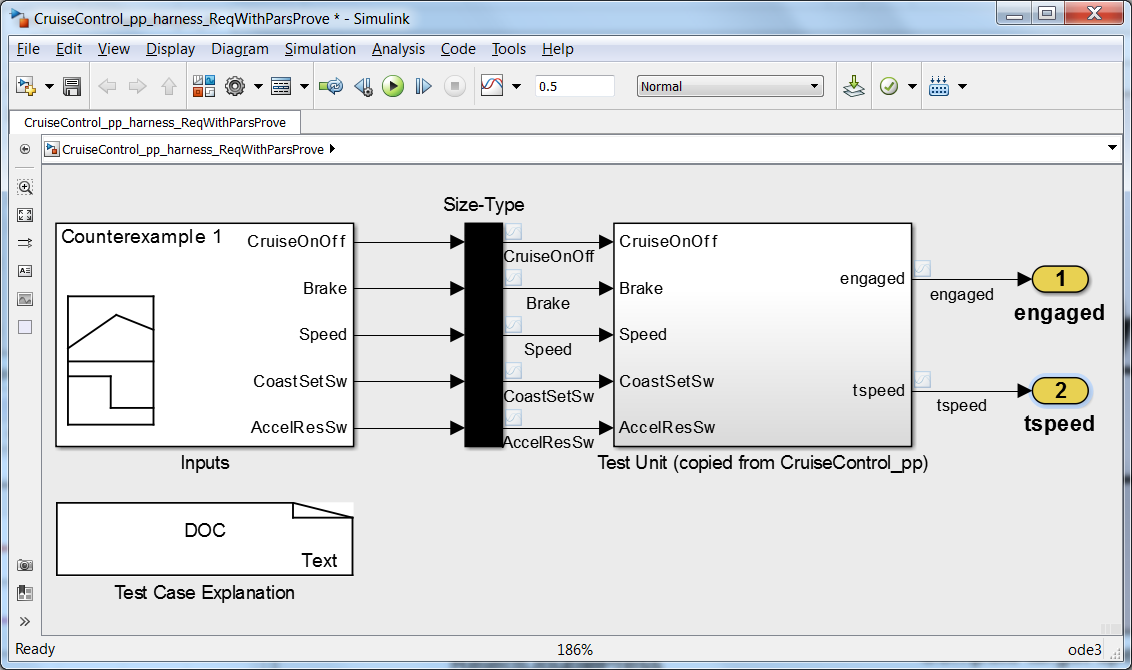 CruiseControl_pp_harness_ReqWithParsProve * - Simulink
File Edit View Display Diagram Simulation Analysis Code Tools Help
0.5 Normal
CruiseControl_pp_harness_ReqWithParsProve
CruiseControl_pp_harness_ReqWithParsProve
Size-Type
Counterexample 1 CruiseOnOff CruiseOnOff
CruiseOnOff
Brake Brake
Brake
Speed Speed
Speed
CoastSetSw CoastSetSw
CoastSetSw
AccelResSw AccelResSw
AccelResSw
engaged 1
engaged
engaged
tspeed 2
tspeed
tspeed
Inputs
Test Unit (copied from CruiseControl_pp)
DOC
Text
Test Case Explanation
Ready 186% ode3